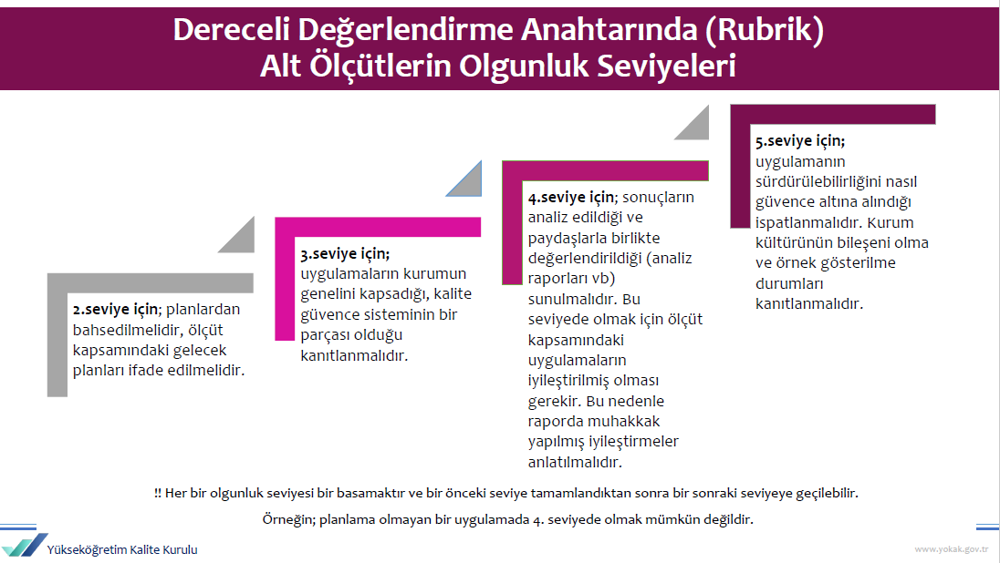 Dereceli Değerlendirme Anahtarında (Rubrik)
Alt Ölçütlerin Olgunluk Seviyeleri
2.seviye için; planlardan
bahsedilmelidir, ölçüt
kapsamındaki gelecek
planları ifade edilmelidir.
3.seviye için;
uygulamaların kurumun
genelini kapsadığı, kalite
güvence sisteminin bir
parçası olduğu
kanıtlanmalıdır.
4.seviye için; sonuçların
analiz edildiği ve
paydaşlarla birlikte
değerlendirildiği (analiz
raporları vb)
sunulmalıdır. Bu
seviyede olmak için ölçüt
kapsamındaki
uygulamaların
iyileştirilmiş olması
gerekir. Bu nedenle
raporda muhakkak
yapılmış iyileştirmeler
anlatılmalıdır.
5.seviye için;
uygulamanın
sürdürülebilirliğini nasıl
güvence altına alındığı
ispatlanmalıdır. Kurum
kültürünün bileşeni olma
ve örnek gösterilme
durumları
kanıtlanmalıdır.
!! Her bir olgunluk seviyesi bir basamaktır ve bir önceki seviye tamamlandıktan sonra bir sonraki seviyeye geçilebilir.
Örneğin; planlama olmayan bir uygulamada 4. seviyede olmak mümkün değildir.
Yükseköğretim Kalite Kurulu
www.yokak.gov.tr